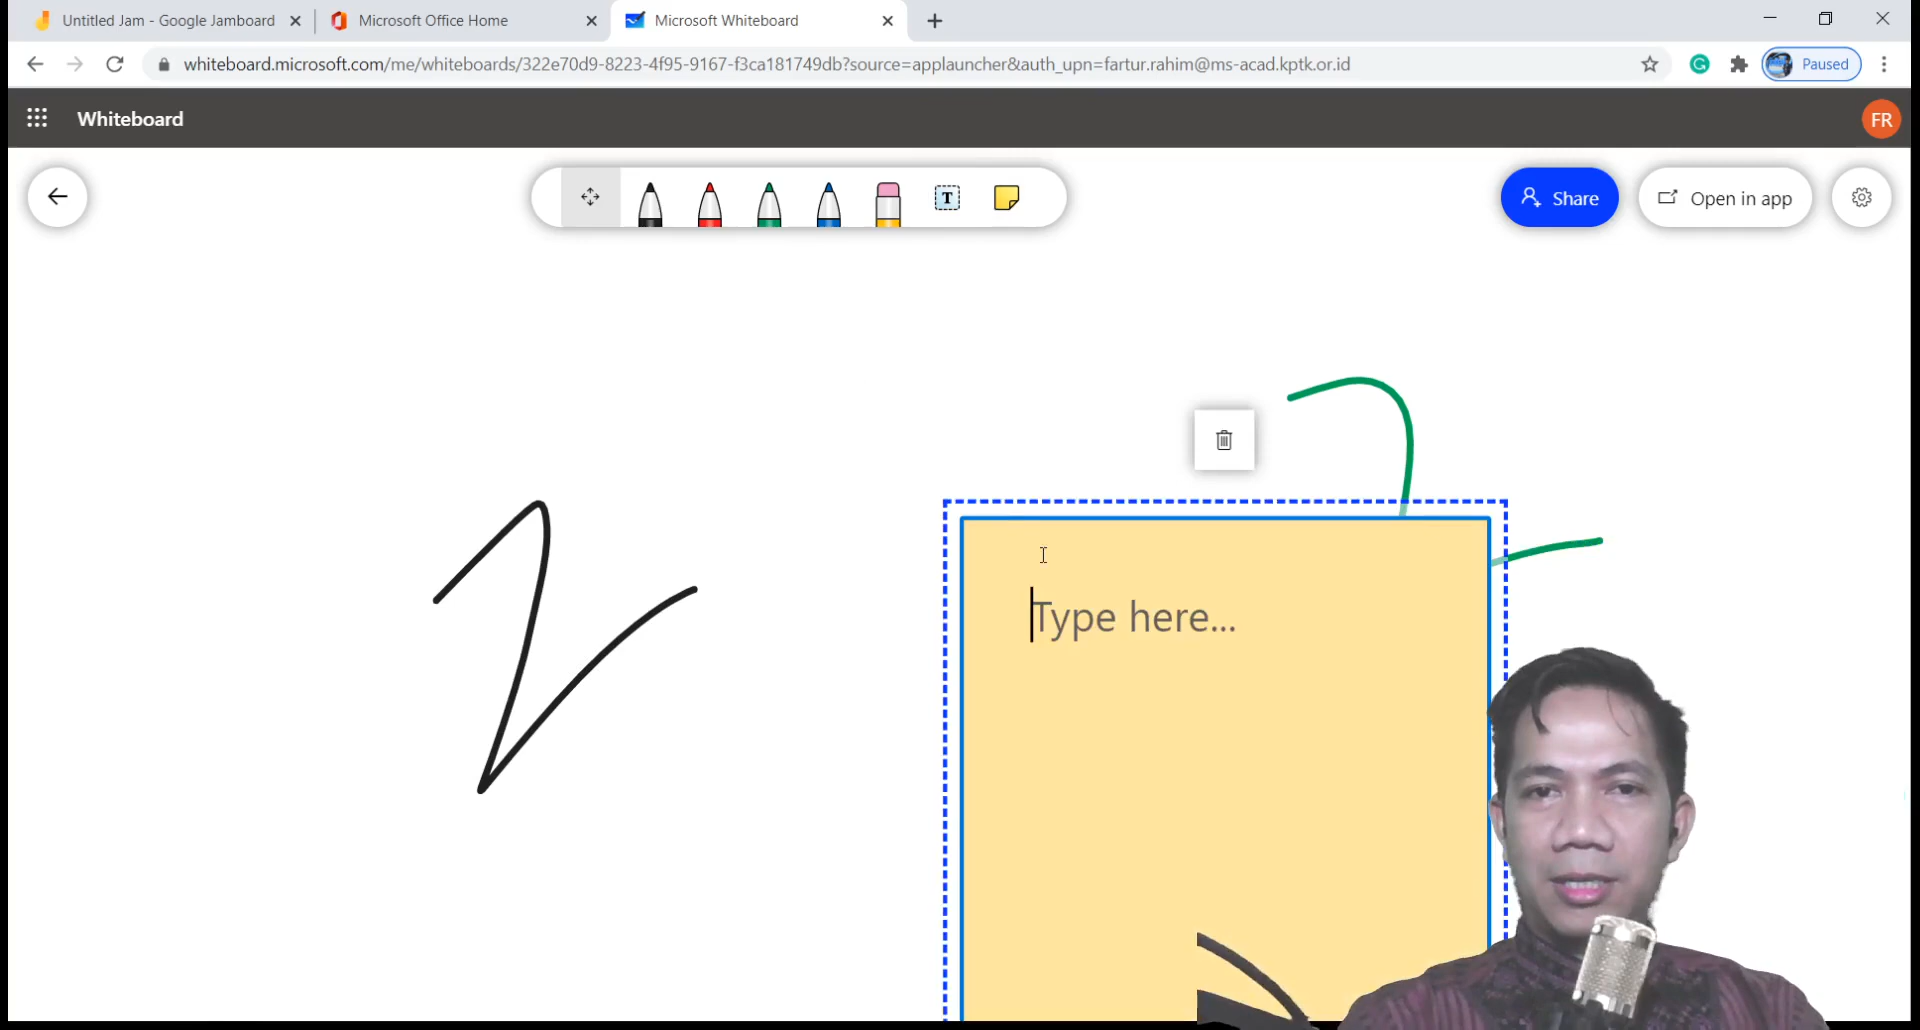 Untitled Jam - Google Jamboard
Microsoft Office Home
Microsoft Whiteboard
whiteboard.microsoft.com/me/whiteboards/322e70d9-8223-4f95-9167-f3ca181749db?source=applauncher&auth_upn=fartur.rahim@ms-acad.kptk.or.id
Paused
Whiteboard
FR
T
Share
Open in app
Type here...